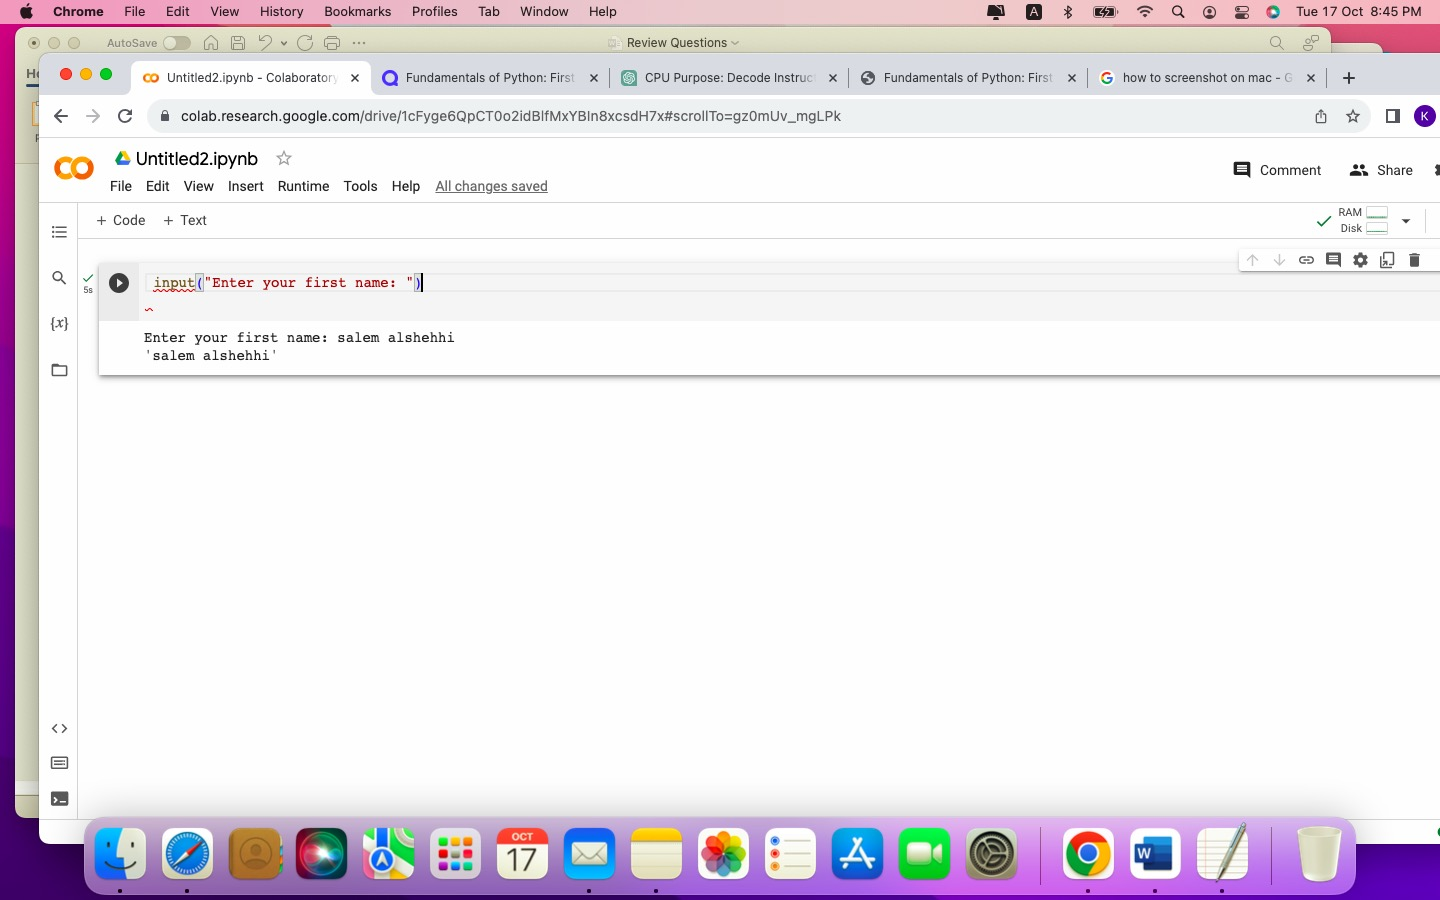 Chrome File Edit View History Bookmarks Profiles Tab Window Help A Tue 17 Oct 8:45 PM
AutoSave Review Questions
Untitled2.ipynb - Colaboratory Fundamentals of Python: First CPU Purpose: Decode Instruc Fundamentals of Python: First how to screenshot on mac - G
colab.research.google.com/drive/1cFyge6QpCT0o2idBlfMxYBln8xcsdH7x#scrollTo=gz0mUv_mgLPk K
Untitled2.ipynb
Comment Share
File Edit View Insert Runtime Tools Help All changes saved
+ Code + Text RAM
Disk
input("Enter your first name: ")
5s
{x}
Enter your first name: salem alshehhi
'salem alshehhi'
OCT
17
W